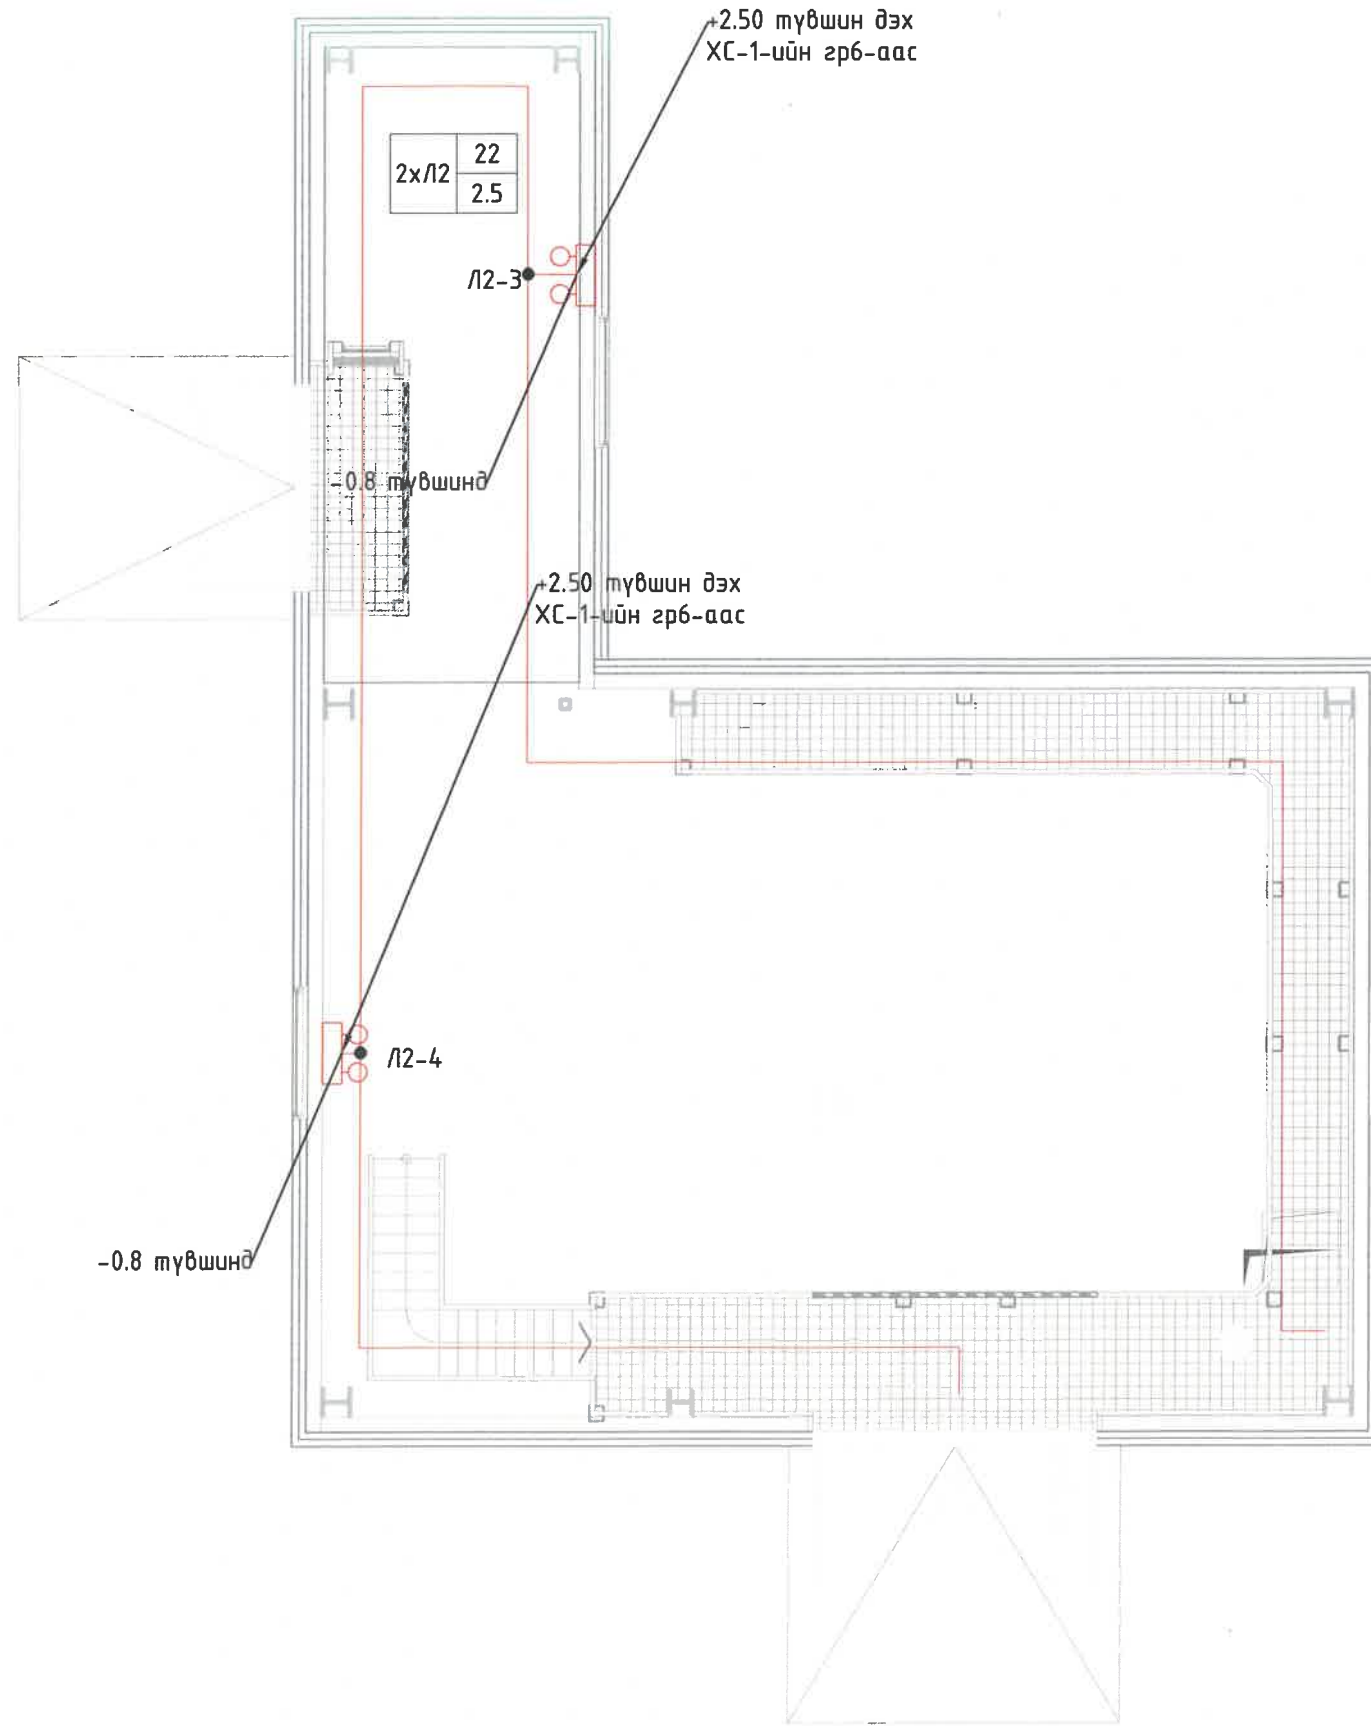 +2.50 түвшин дэх
ХС-1-ийн грб-аас
2хЛ2
22
2.5
Л2-3
-0.8 түвшинд
+2.50 түвшин дэх
ХС-1-ийн грб-аас
Л2-4
-0.8 түвшинд